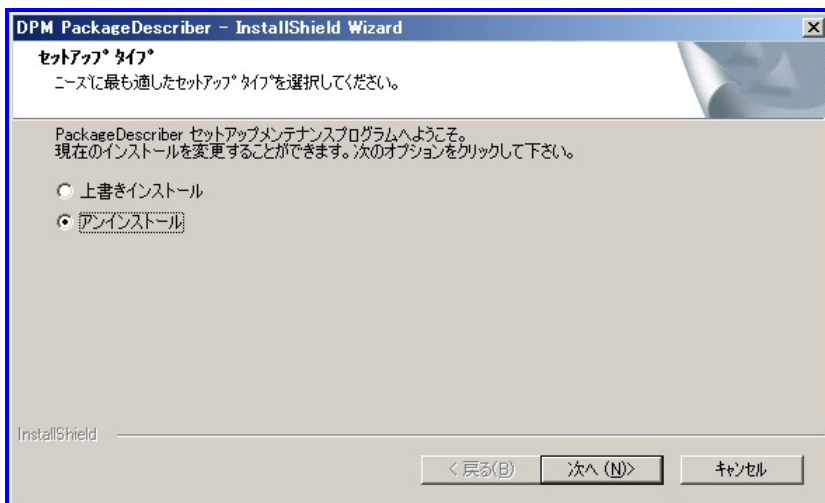 DPM PackageDescriber - InstallShield Wizard
セットアップ タイプ
ニーズに最も適したセットアップ タイプを選択してください。
PackageDescriber セットアップメンテナンスプログラムへようこそ。
現在のインストールを変更することができます。次のオプションをクリックして下さい。
上書きインストール
アンインストール
InstallShield
< 戻る(B)
次へ (N)>
キャンセル